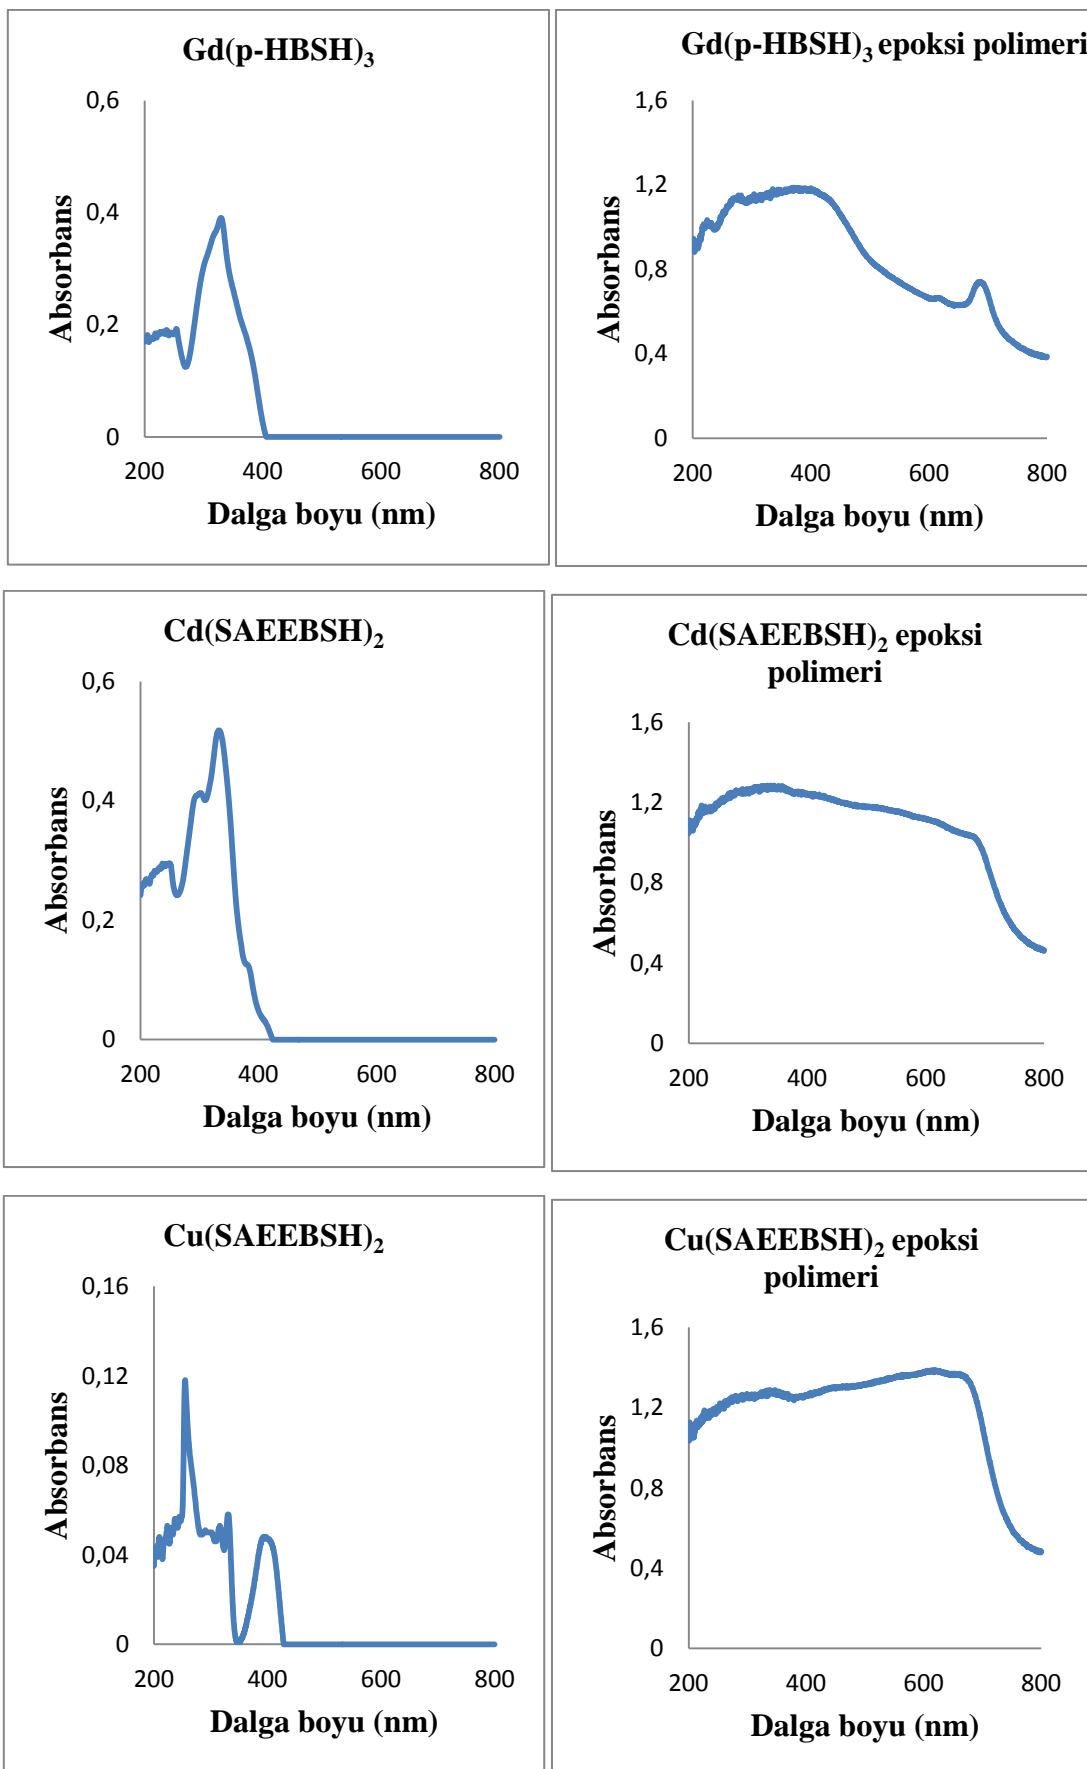 Gd(p-HBSH)3
0,6
0,4
0,2
0
200 400 600 800
Absorbans
Dalga boyu (nm)
Gd(p-HBSH)3 epoksi polimeri
1,6
1,2
0,8
0,4
0
200 400 600 800
Absorbans
Dalga boyu (nm)
Cd(SAEEBSH)2
0,6
0,4
0,2
0
200 400 600 800
Absorbans
Dalga boyu (nm)
Cd(SAEEBSH)2 epoksi
polimeri
1,6
1,2
0,8
0,4
0
200 400 600 800
Absorbans
Dalga boyu (nm)
Cu(SAEEBSH)2
0,16
0,12
0,08
0,04
0
200 400 600 800
Absorbans
Dalga boyu (nm)
Cu(SAEEBSH)2 epoksi
polimeri
1,6
1,2
0,8
0,4
0
200 400 600 800
Absorbans
Dalga boyu (nm)